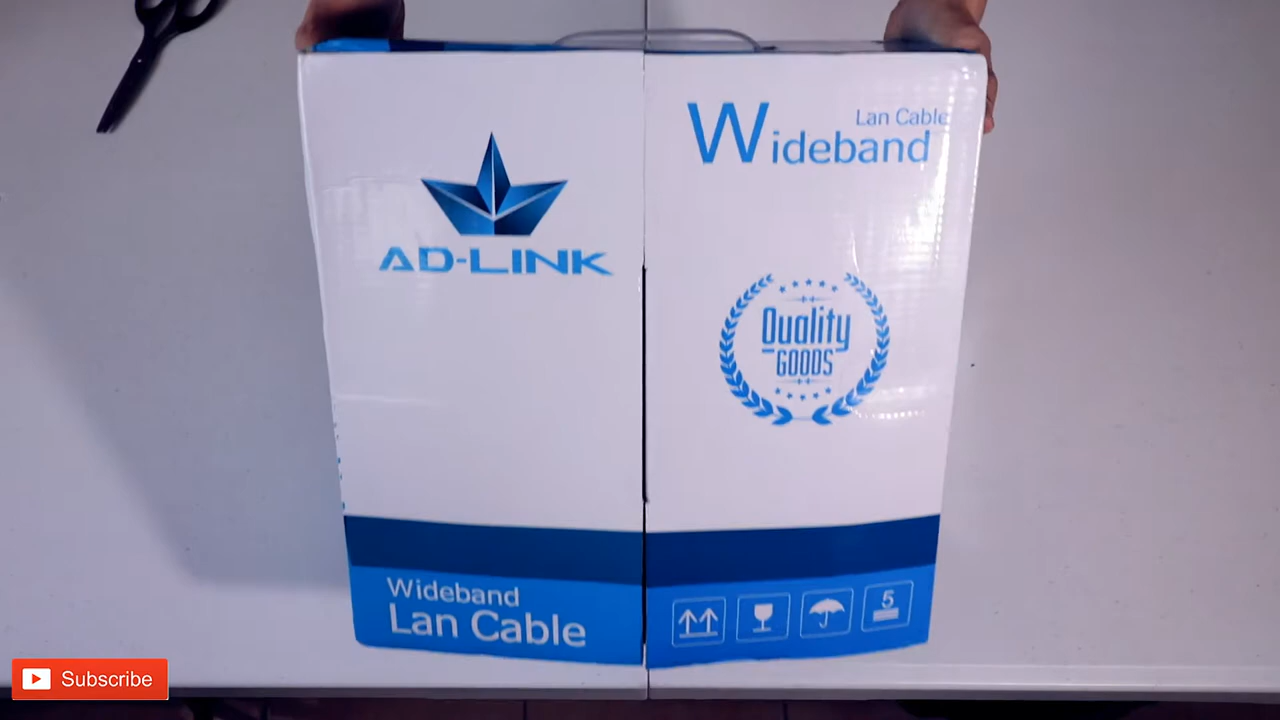 AD-LINK
Lan Cable
Wideband
Quality
GOODS
Wideband
Lan Cable
5
Subscribe